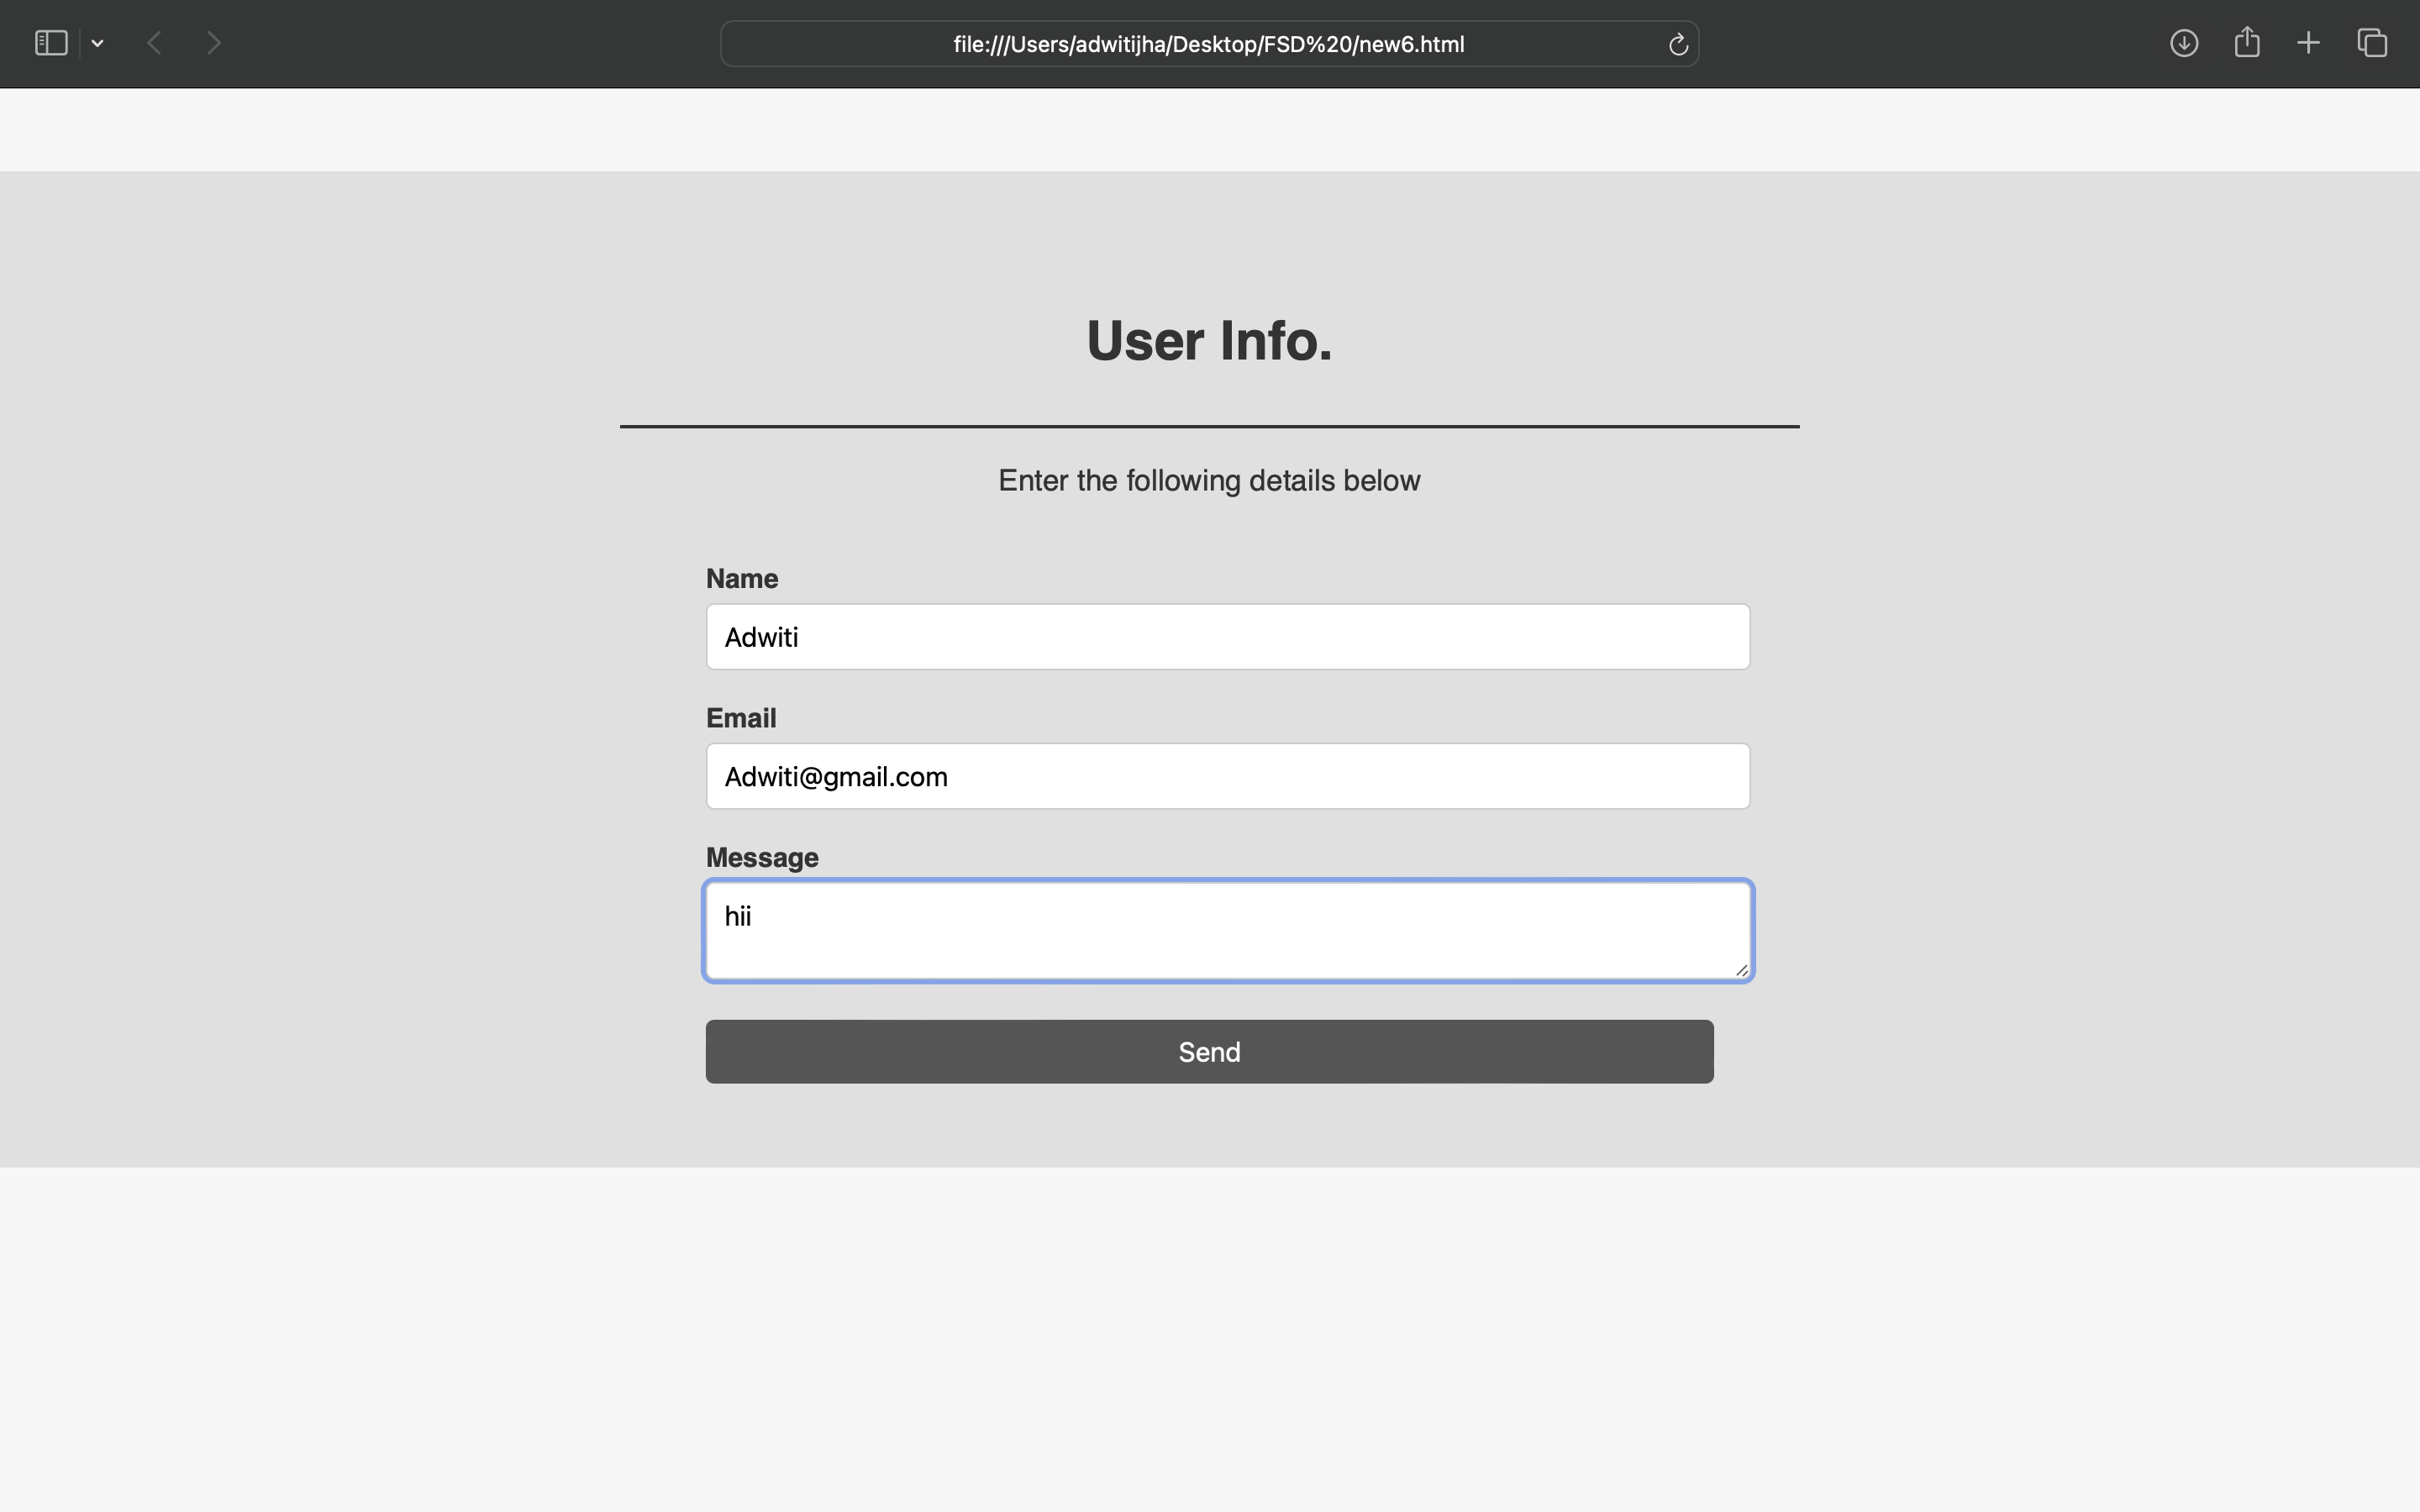 file:///Users/adwitijha/Desktop/FSD%20/new6.html
User Info.
Enter the following details below
Name
Adwiti
Email
Adwiti@gmail.com
Message
hii
Send